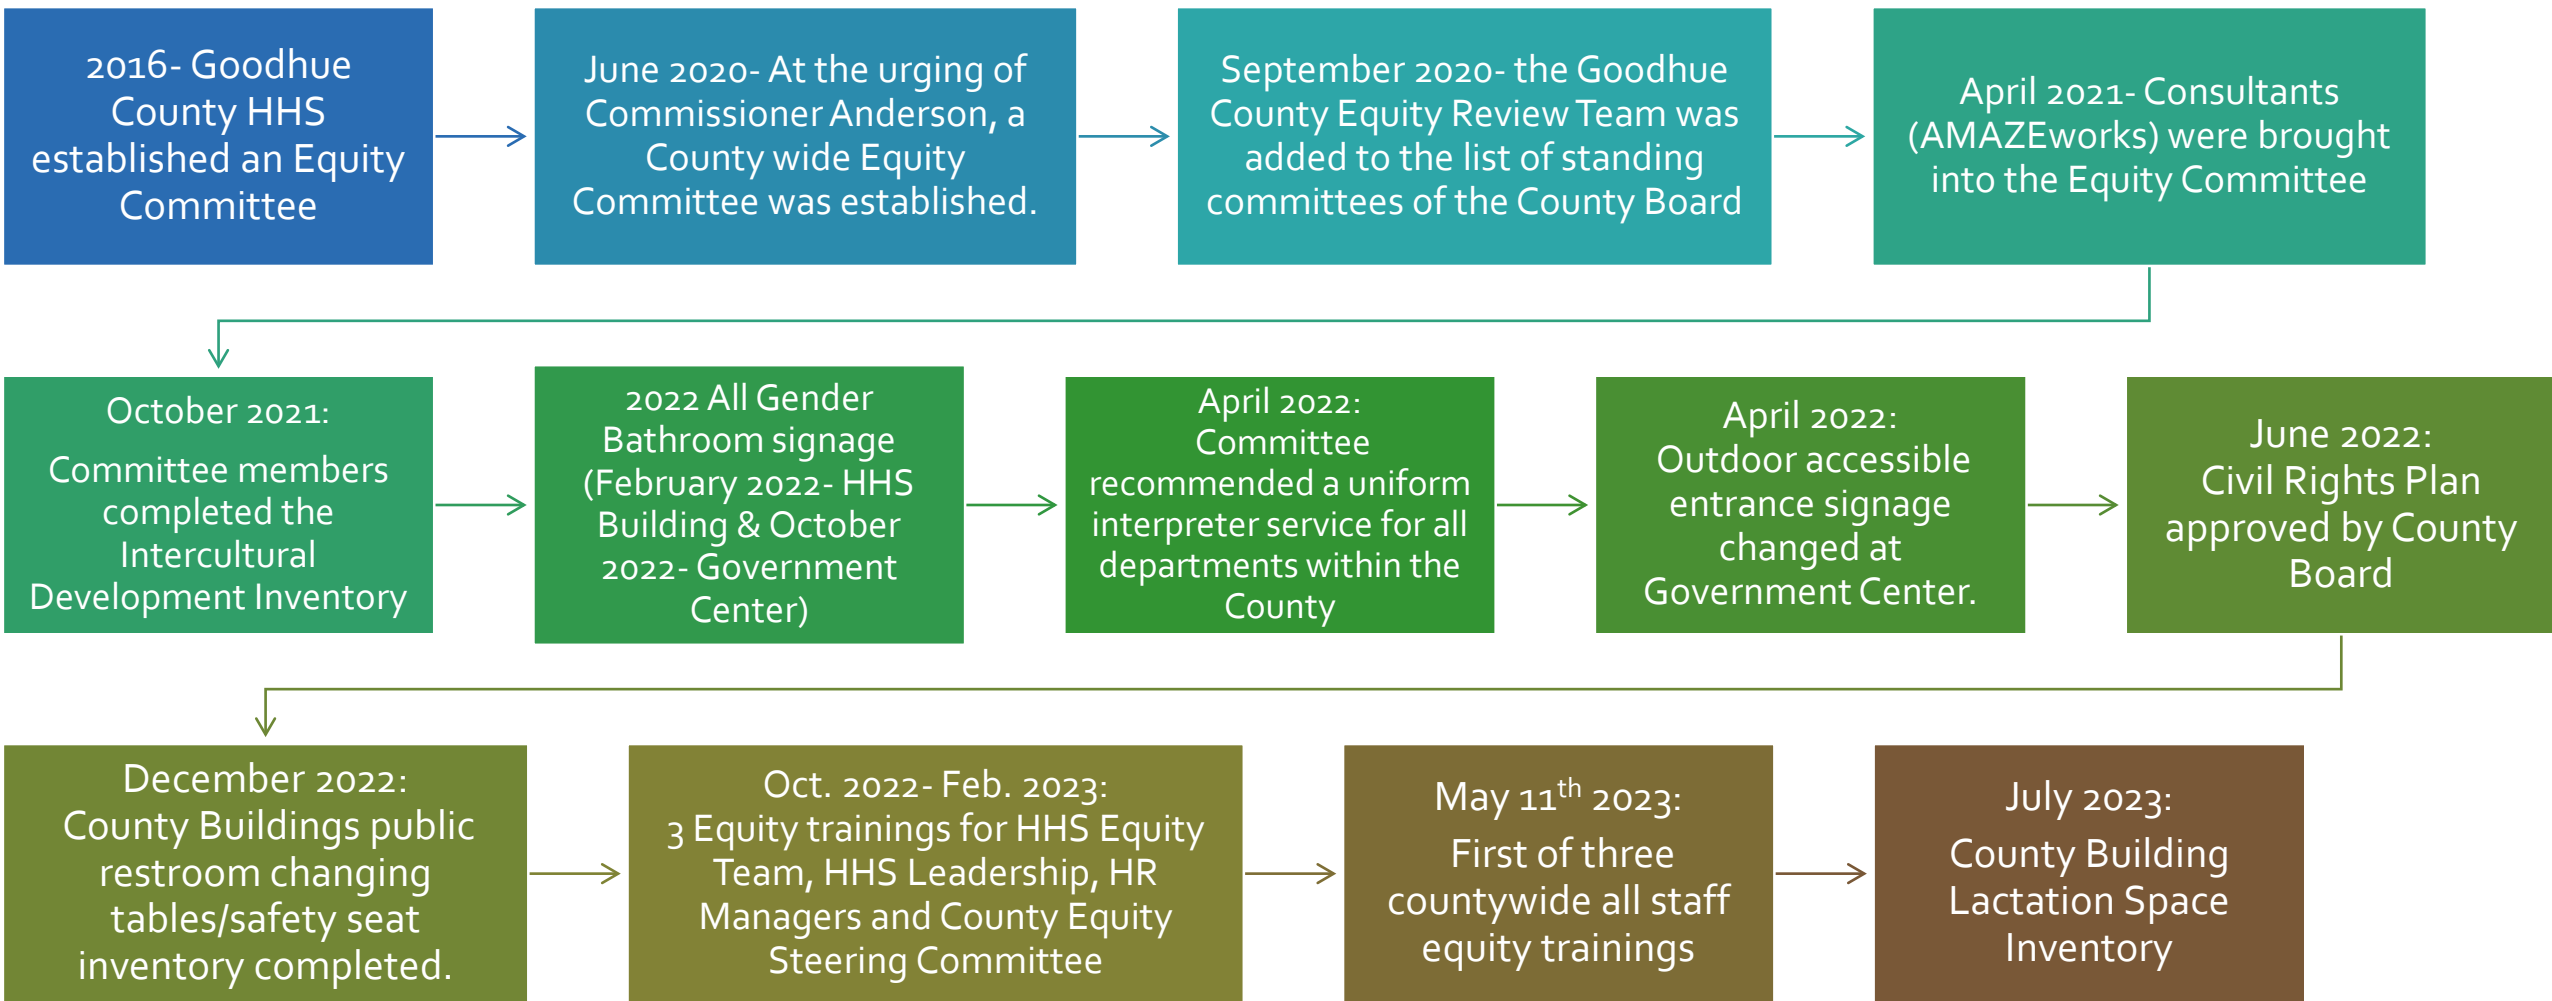 2016- Goodhue
County HHS
established an Equity
Committee
June 2020- At the urging of
Commissioner Anderson, a
County wide Equity
Committee was established.
September 2020- the Goodhue
County Equity Review Team was
added to the list of standing
committees of the County Board
April 2021- Consultants
(AMAZEworks) were brought
into the Equity Committee
October 2021:
Committee members
completed the
Intercultural
Development Inventory
2022 All Gender
Bathroom signage
(February 2022- HHS
Building & October
2022- Government
Center)
April 2022:
Committee
recommended a uniform
interpreter service for all
departments within the
County
April 2022:
Outdoor accessible
entrance signage
changed at
Government Center.
June 2022:
Civil Rights Plan
approved by County
Board
December 2022:
County Buildings public
restroom changing
tables/safety seat
inventory completed.
Oct. 2022- Feb. 2023:
3 Equity trainings for HHS Equity
Team, HHS Leadership, HR
Managers and County Equity
Steering Committee
May 11th 2023:
First of three
countywide all staff
equity trainings
July 2023:
County Building
Lactation Space
Inventory